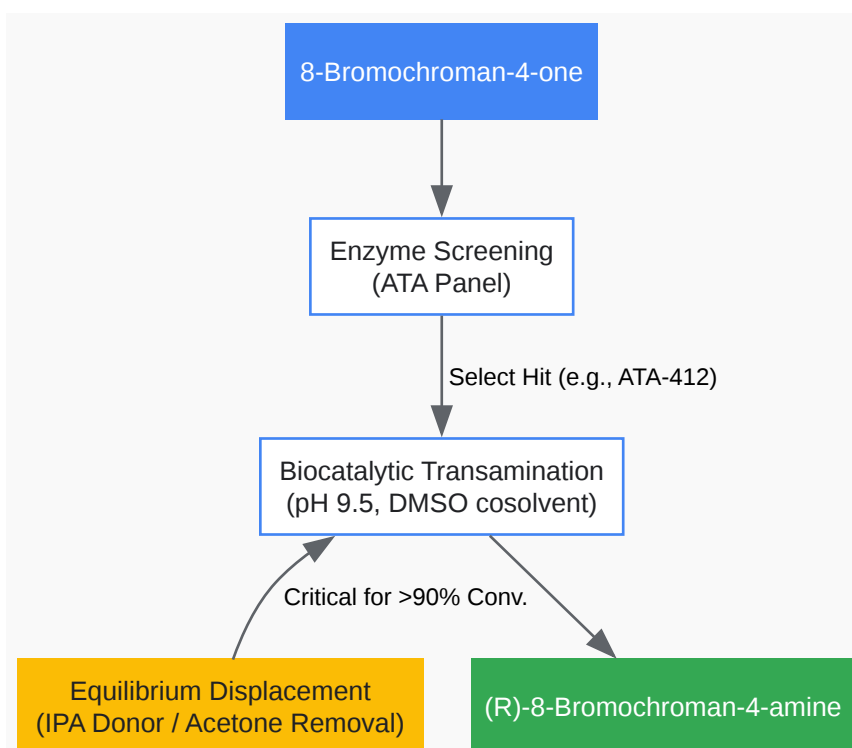 8-Bromochroman-4-one
Enzyme Screening
(ATA Panel)
Select Hit (e.g., ATA-412)
Biocatalytic Transamination
(pH 9.5, DMSO cosolvent)
Critical for >90% Conv.
Equilibrium Displacement
(IPA Donor / Acetone Removal)
(R)-8-Bromochroman-4-amine